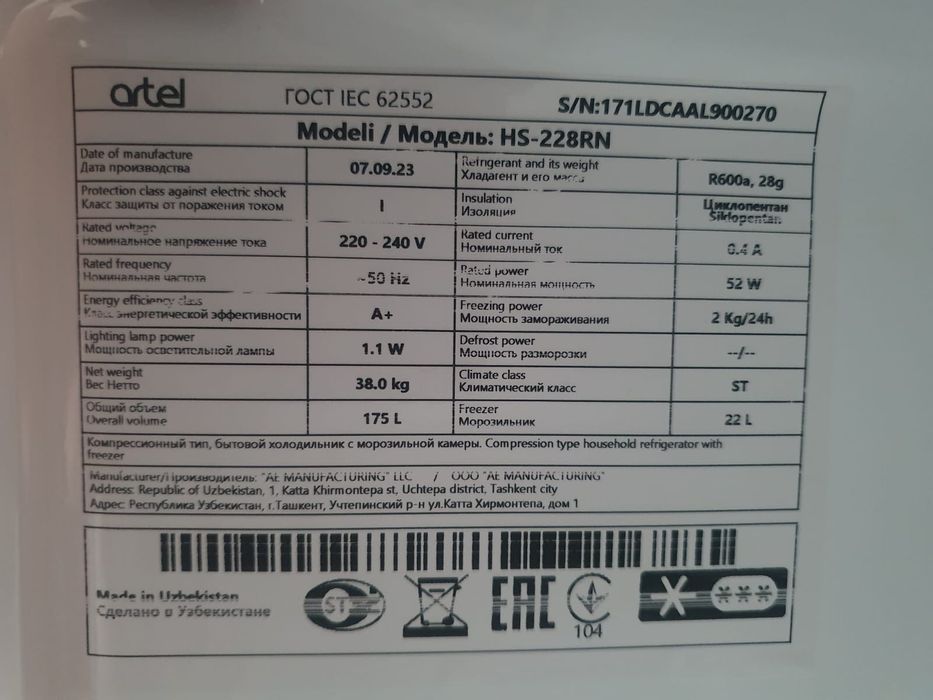 artel
ГОСТ IEC 62552
S/N:171LDCAAL900270
Modeli / Модель: HS-228RN
Date of manufacture
Дата производства
07.09.23
Refrigerant and its weight
Хладагент и его масса
R600a, 28g
Protection class against electric shock
Класс защиты от поражения током
I
Insulation
Изоляция
Циклопентан
Siklopentan
Rated voltage
Номинальное напряжение тока
220 - 240 V
Rated current
Номинальный ток
0.4 A
Rated frequency
Номинальная частота
~50 Hz
Rated power
Номинальная мощность
52 W
Energy efficiency class
Класс энергетической эффективности
A+
Freezing power
Мощность замораживания
2 Kg/24h
Lighting lamp power
Мощность осветительной лампы
1.1 W
Defrost power
Мощность разморозки
--/--
Net weight
Вес Нетто
38.0 kg
Climate class
Климатический класс
ST
Общий объем
Overall volume
175 L
Freezer
Морозильник
22 L
Компрессионный тип, бытовой холодильник с морозильной камеры. Compression type household refrigerator with
freezer
Manufacturer/Производитель: "AE MANUFACTURING" LLC / ООО "AE MANUFACTURING"
Address: Republic of Uzbekistan, 1, Katta Khirmontepa st, Uchtepa district, Tashkent city
Адрес: Республика Узбекистан, г.Ташкент, Учтепинский р-н ул.Катта Хирмонтепа, дом 1
Made in Uzbekistan
Сделано в Узбекистане
ST
EAC
104